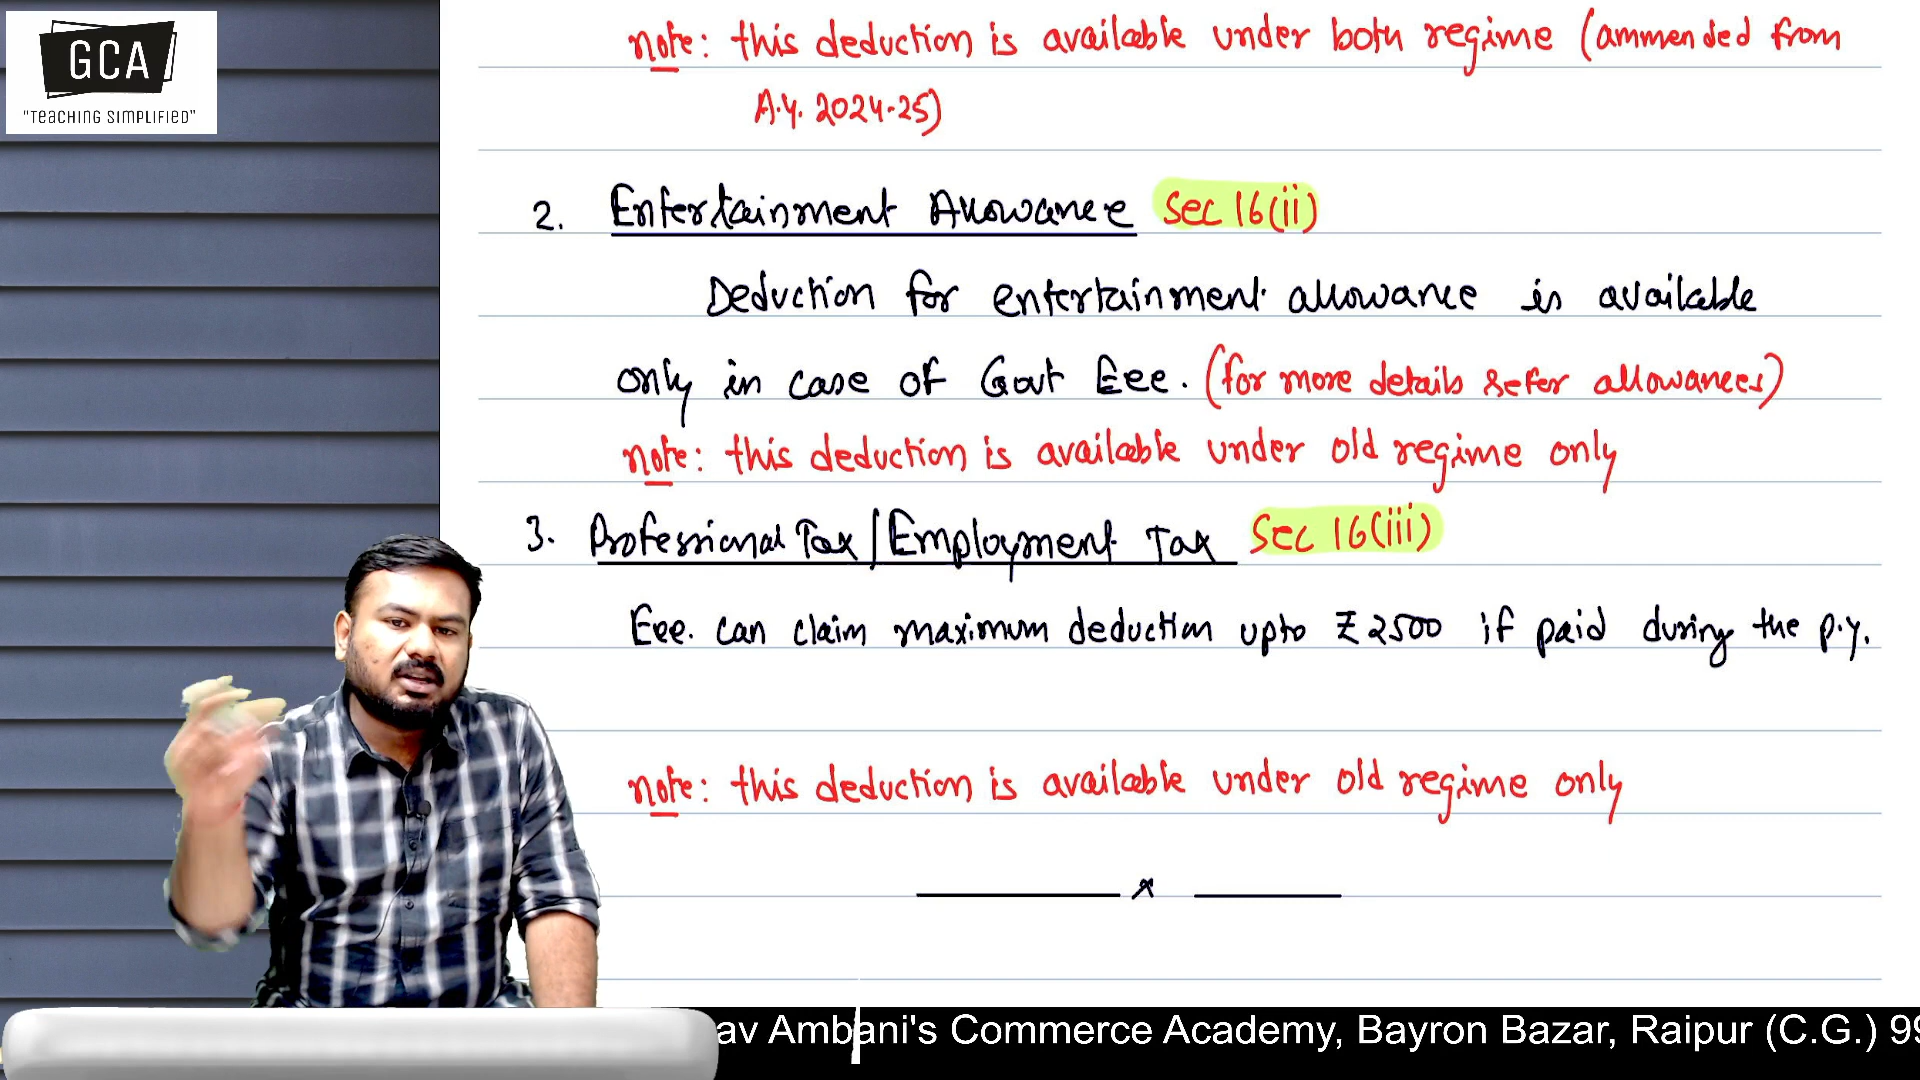 GCA
"TEACHING SIMPLIFIED"
note: this deduction is available under both regime (ammended from
A.Y. 2024-25)
2. Entertainment Allowance Sec 16(ii)
Deduction for entertainment allowance is available
only in case of Govt Eee. (for more details refer allowances)
note: this deduction is available under old regime only
3. Professional Tax/Employment Tax Sec 16(iii)
Eee. can claim maximum deduction upto ₹2500 if paid during the p.y.
note: this deduction is available under old regime only
x
av Ambani's Commerce Academy, Bayron Bazar, Raipur (C.G.) 99